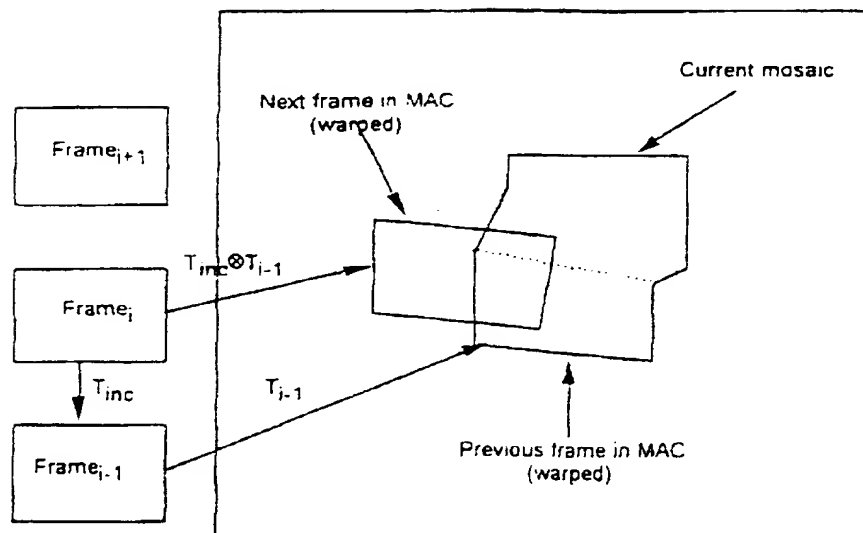 Current mosaic
Next frame in MAC
(warped)
Frame_{i+1}
T_{inc}⊗T_{i-1}
Frame_i
T_{inc}
T_{i-1}
Frame_{i-1}
Previous frame in MAC
(warped)